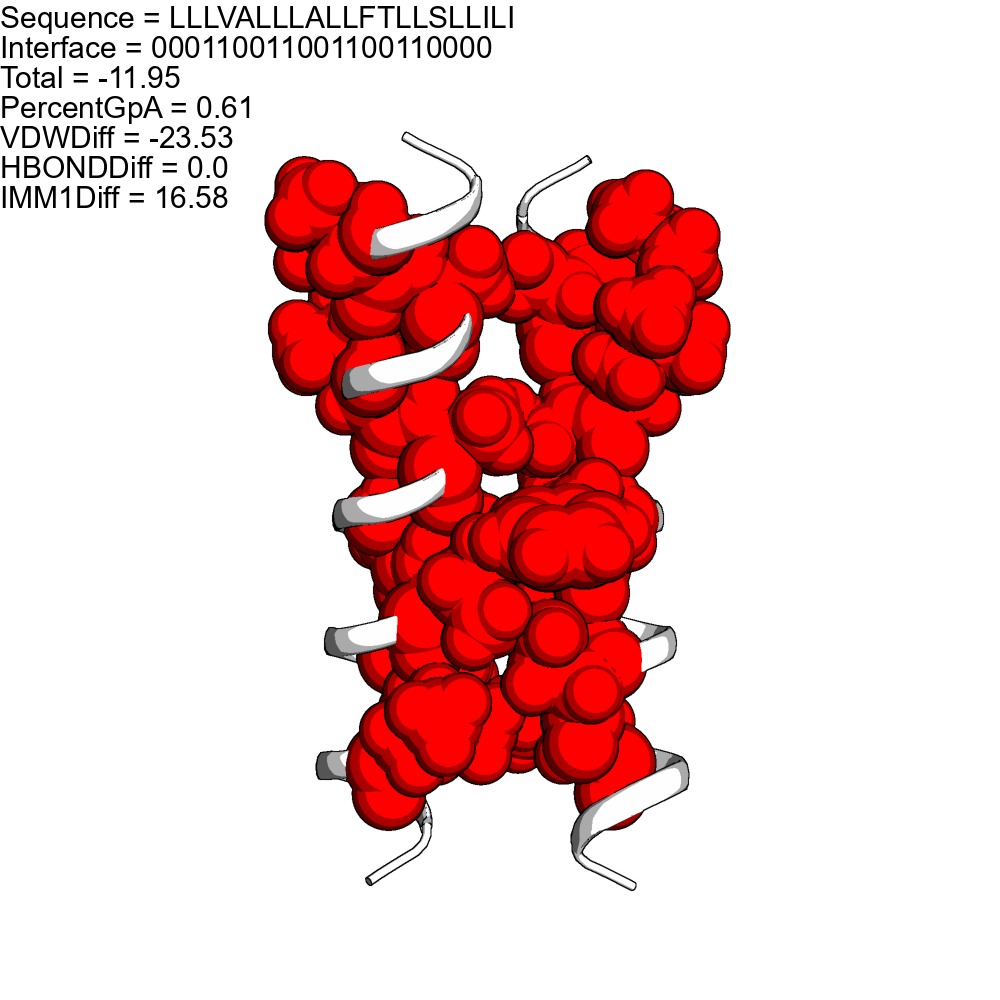 Sequence = LLLVALLLALLFTLLSLLILI
Interface = 000110011001100110000
Total = -11.95
PercentGpA = 0.61
VDWDiff = -23.53
HBONDDiff = 0.0
IMM1Diff = 16.58